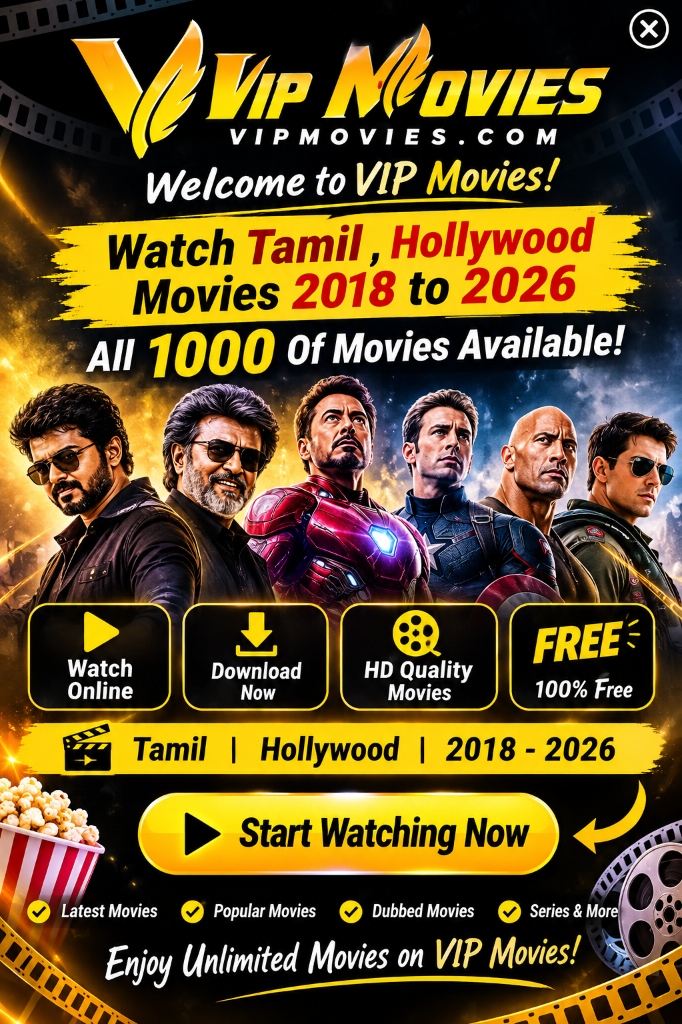 VIP MOVIES
VIPMOVIES.COM
Welcome to VIP Movies!
Watch Tamil , Hollywood
Movies 2018 to 2026
All 1000 Of Movies Available!
Watch
Online
Download
Now
HD Quality
Movies
FREE
100% Free
Tamil | Hollywood | 2018 - 2026
Start Watching Now
Latest Movies
Popular Movies
Dubbed Movies
Series & More
Enjoy Unlimited Movies on VIP Movies!